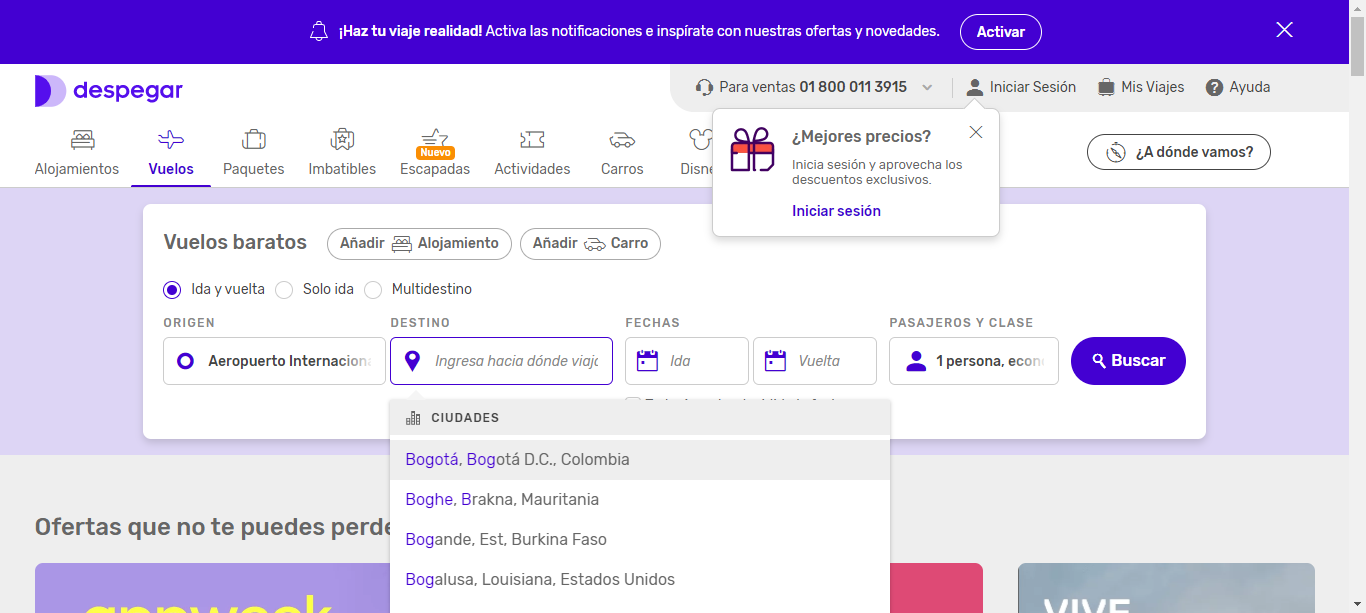 ¡Haz tu viaje realidad! Activa las notificaciones e inspírate con nuestras ofertas y novedades. Activar
despegar
Para ventas 01 800 011 3915 Iniciar Sesión Mis Viajes Ayuda
Alojamientos Vuelos Paquetes Imbatibles Nuevo Escapadas Actividades Carros
¿A dónde vamos?
¿Mejores precios?
Inicia sesión y aprovecha los
descuentos exclusivos.
Iniciar sesión
Vuelos baratos Añadir Alojamiento Añadir Carro
Ida y vuelta Solo ida Multidestino
ORIGEN DESTINO FECHAS PASAJEROS Y CLASE
Aeropuerto Internaciona Ingresa hacia dónde viaja Ida Vuelta 1 persona, econ Buscar
CIUDADES
Bogotá, Bogotá D.C., Colombia
Boghe, Brakna, Mauritania
Bogande, Est, Burkina Faso
Bogalusa, Louisiana, Estados Unidos
Ofertas que no te puedes perde
appweek
VIVE